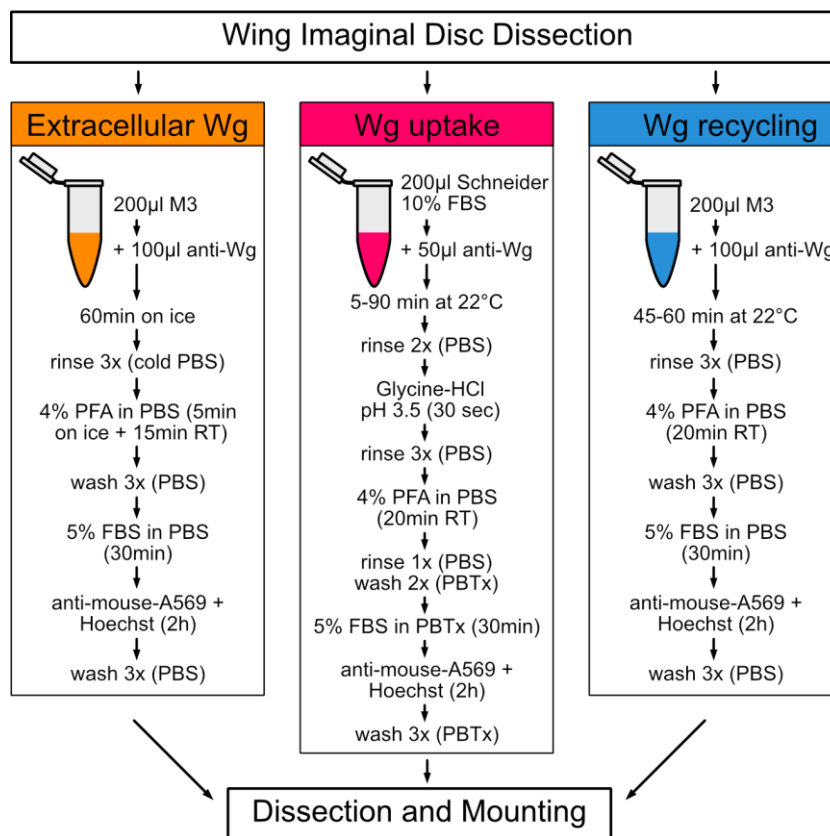 Wing Imaginal Disc Dissection
Extracellular Wg
200µl M3
+ 100µl anti-Wg
60min on ice
rinse 3x (cold PBS)
4% PFA in PBS (5min
on ice + 15min RT)
wash 3x (PBS)
5% FBS in PBS
(30min)
anti-mouse-A569 +
Hoechst (2h)
wash 3x (PBS)
Wg uptake
200µl Schneider
10% FBS
+ 50µl anti-Wg
5-90 min at 22°C
rinse 2x (PBS)
Glycine-HCl
pH 3.5 (30 sec)
rinse 3x (PBS)
4% PFA in PBS
(20min RT)
rinse 1x (PBS)
wash 2x (PBTx)
5% FBS in PBTx (30min)
anti-mouse-A569 +
Hoechst (2h)
wash 3x (PBTx)
Wg recycling
200µl M3
+ 100µl anti-Wg
45-60 min at 22°C
rinse 3x (PBS)
4% PFA in PBS
(20min RT)
wash 3x (PBS)
5% FBS in PBS
(30min)
anti-mouse-A569 +
Hoechst (2h)
wash 3x (PBS)
Dissection and Mounting